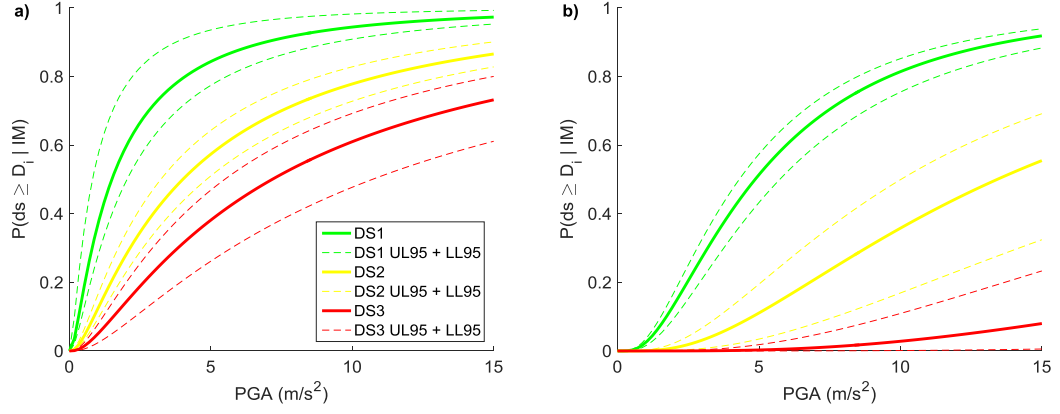 a)
P(ds ≥ Di | IM)
1
0.8
0.6
0.4
0.2
0
0
5
10
15
PGA (m/s2)
DS1
DS1 UL95 + LL95
DS2
DS2 UL95 + LL95
DS3
DS3 UL95 + LL95
b)
P(ds ≥ Di | IM)
1
0.8
0.6
0.4
0.2
0
0
5
10
15
PGA (m/s2)